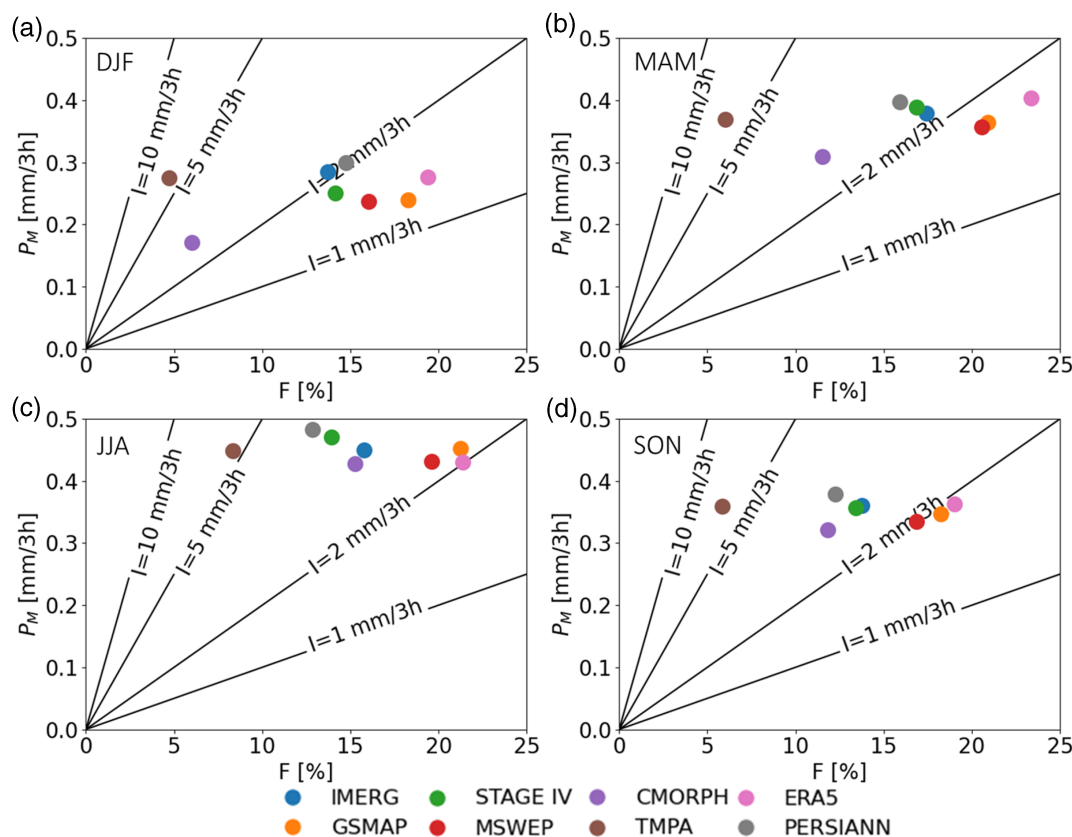 (a)
DJF
0.5
0.4
0.3
0.2
0.1
0.0
P_M [mm/3h]
I=10 mm/3h
I=5 mm/3h
I=2 mm/3h
I=1 mm/3h
0 5 10 15 20 25
F [%]
(b)
MAM
0.5
0.4
0.3
0.2
0.1
0.0
P_M [mm/3h]
I=10 mm/3h
I=5 mm/3h
I=2 mm/3h
I=1 mm/3h
0 5 10 15 20 25
F [%]
(c)
JJA
0.5
0.4
0.3
0.2
0.1
0.0
P_M [mm/3h]
I=10 mm/3h
I=5 mm/3h
I=2 mm/3h
I=1 mm/3h
0 5 10 15 20 25
F [%]
(d)
SON
0.5
0.4
0.3
0.2
0.1
0.0
P_M [mm/3h]
I=10 mm/3h
I=5 mm/3h
I=2 mm/3h
I=1 mm/3h
0 5 10 15 20 25
F [%]
IMERG STAGE IV CMORPH ERA5
GSMAP MSWEP TMPA PERSIANN